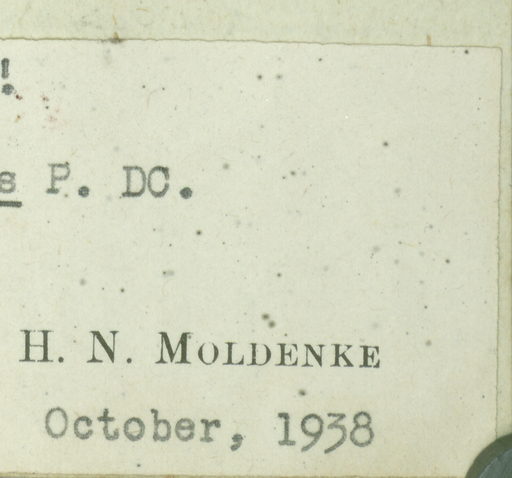 !
s P. DC.
H. N. MOLDENKE
October, 1938